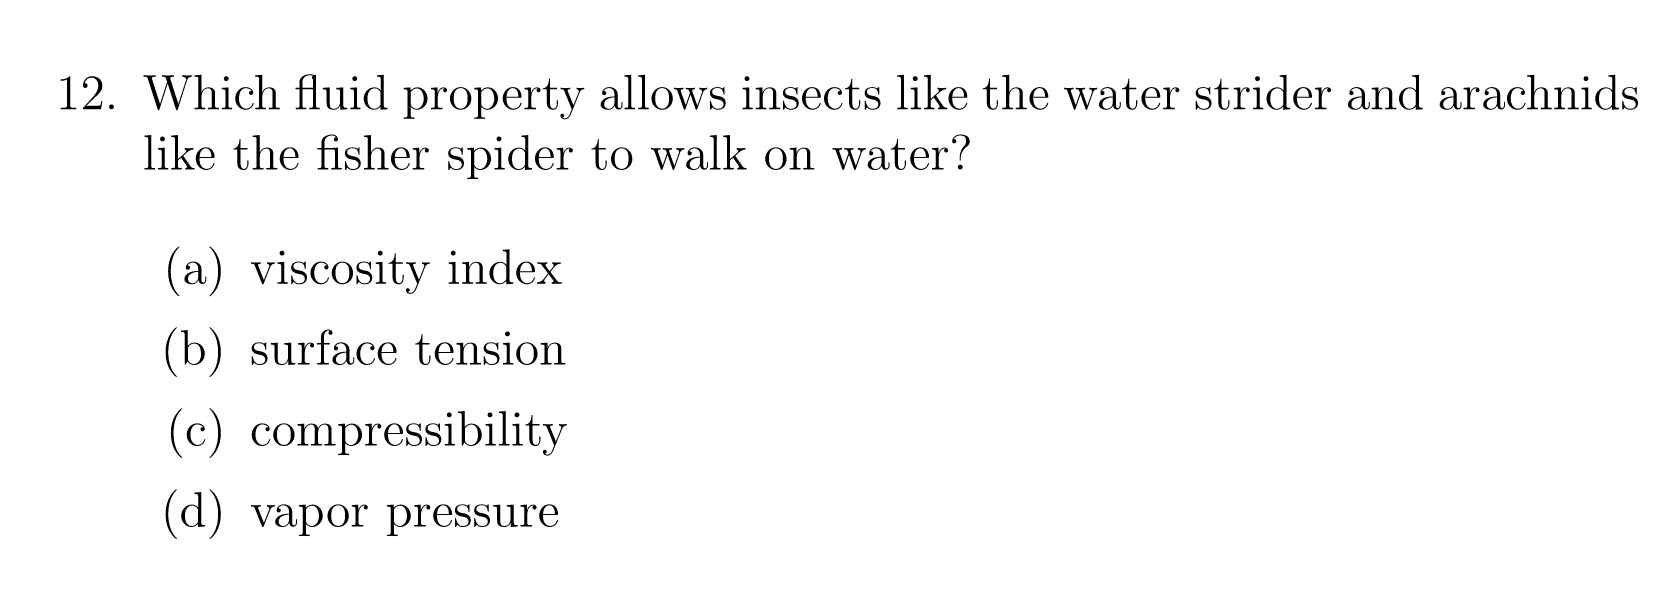 12. Which fluid property allows insects like the water strider and arachnids
like the fisher spider to walk on water?
(a) viscosity index
(b) surface tension
(c) compressibility
(d) vapor pressure